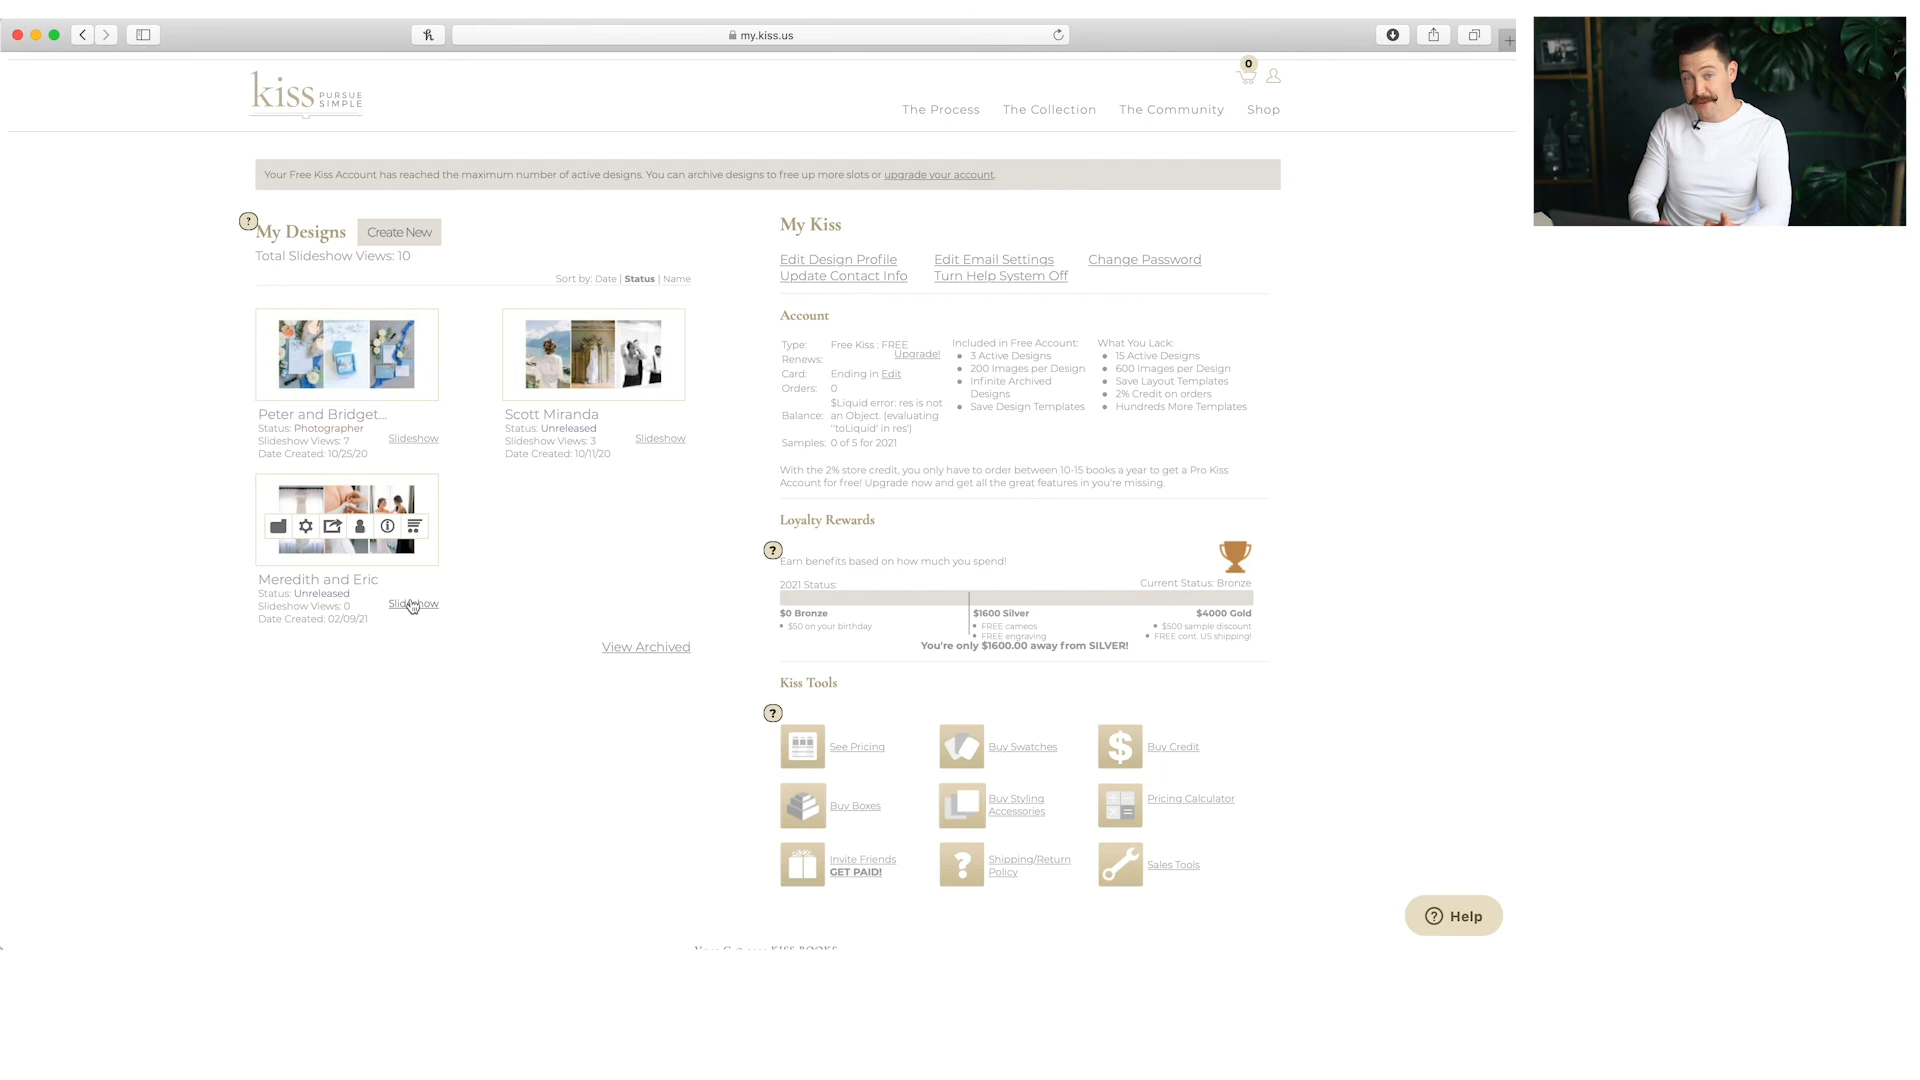 my.kiss.us
0
kiss PURSUE SIMPLE
The Process The Collection The Community Shop
Your Free Kiss Account has reached the maximum number of active designs. You can archive designs to free up more slots or upgrade your account.
?
My Designs Create New
Total Slideshow Views: 10
Sort by: Date | Status | Name
Peter and Bridget...
Status: Photographer
Slideshow Views: 7 Slideshow
Date Created: 10/25/20
Scott Miranda
Status: Unreleased
Slideshow Views: 3 Slideshow
Date Created: 10/11/20
Meredith and Eric
Status: Unreleased
Slideshow Views: 0 Slideshow
Date Created: 02/09/21
View Archived
My Kiss
Edit Design Profile Edit Email Settings Change Password
Update Contact Info Turn Help System Off
Account
Type: Free Kiss : FREE
Upgrade!
Renews:
Card: Ending in Edit
Orders: 0
Balance: $Liquid error: res is not
an Object. (evaluating
''toLiquid' in res')
Samples: 0 of 5 for 2021
Included in Free Account:
3 Active Designs
200 Images per Design
Infinite Archived
Designs
Save Design Templates
What You Lack:
15 Active Designs
600 Images per Design
Save Layout Templates
2% Credit on orders
Hundreds More Templates
With the 2% store credit, you only have to order between 10-15 books a year to get a Pro Kiss
Account for free! Upgrade now and get all the great features in you're missing.
Loyalty Rewards
?
Earn benefits based on how much you spend!
2021 Status: Current Status: Bronze
$0 Bronze $1600 Silver $4000 Gold
$50 on your birthday FREE cameos $500 sample discount
FREE engraving FREE cont. US shipping!
You're only $1600.00 away from SILVER!
Kiss Tools
?
See Pricing Buy Swatches $ Buy Credit
Buy Boxes Buy Styling Accessories Pricing Calculator
Invite Friends GET PAID! ? Shipping/Return Policy Sales Tools
? Help